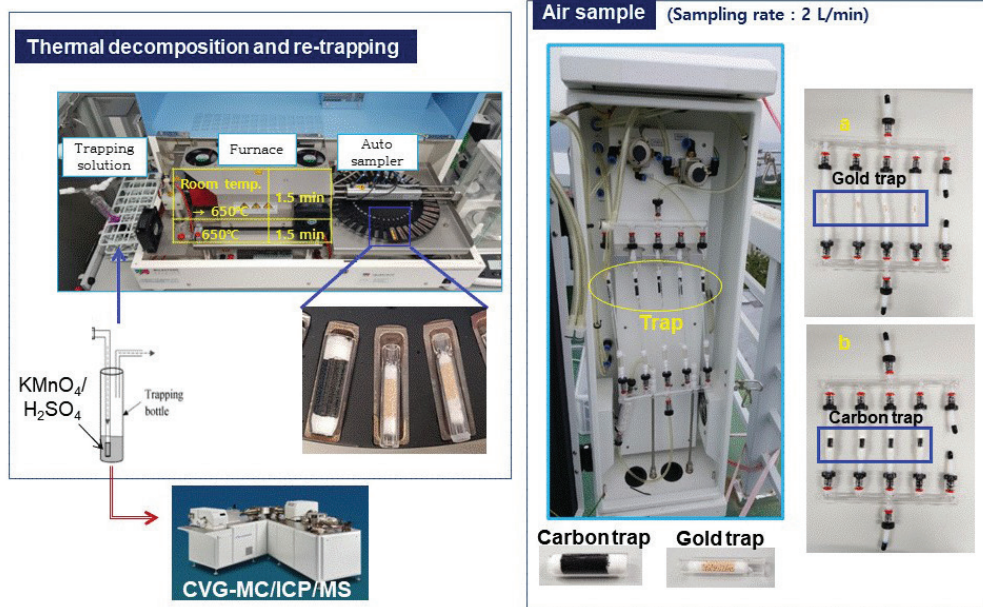 Thermal decomposition and re-trapping
Trapping
solution
Furnace
Auto
sampler
Room temp.
→ 650℃
1.5 min
650℃
1.5 min
KMnO₄/
H₂SO₄
Trapping
bottle
CVG-MC/ICP/MS
Air sample (Sampling rate : 2 L/min)
Trap
a
Gold trap
b
Carbon trap
Carbon trap
Gold trap